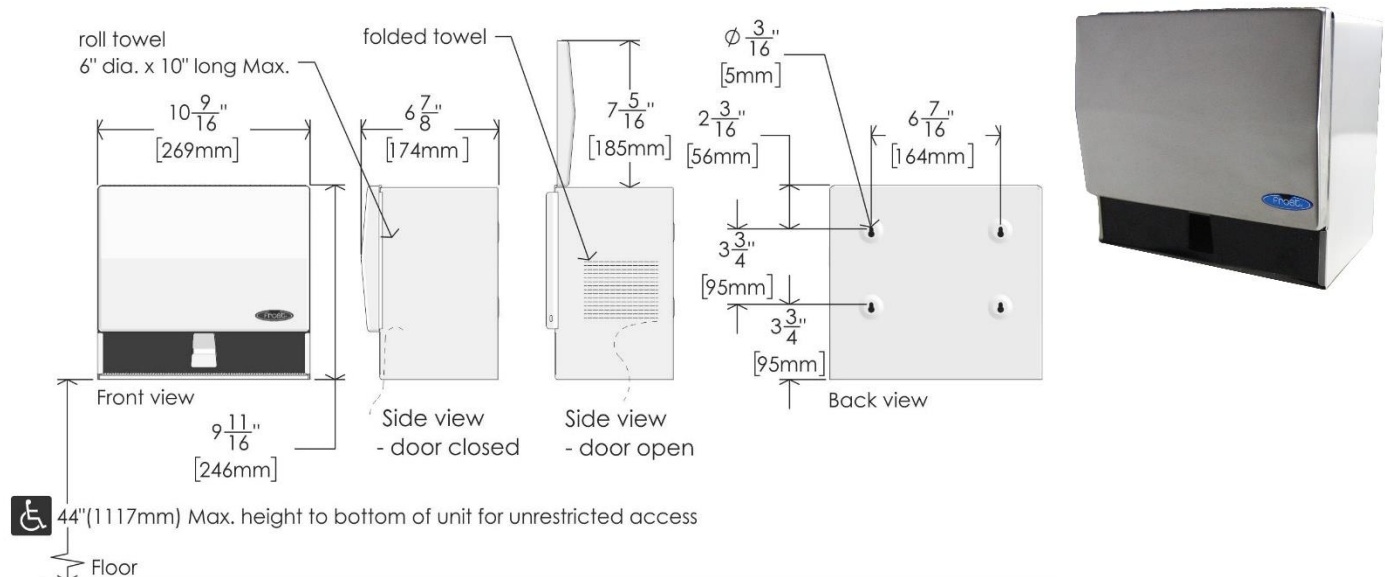 roll towel
6" dia. x 10" long Max.
folded towel
10 9/16"
[269mm]
6 7/8"
[174mm]
7 5/16"
[185mm]
Ø 3/16"
[5mm]
2 3/16"
[56mm]
6 7/16"
[164mm]
3 3/4"
[95mm]
3 3/4"
[95mm]
Frost
Frost
Front view
9 11/16"
[246mm]
Side view
- door closed
Side view
- door open
Back view
44"(1117mm) Max. height to bottom of unit for unrestricted access
Floor